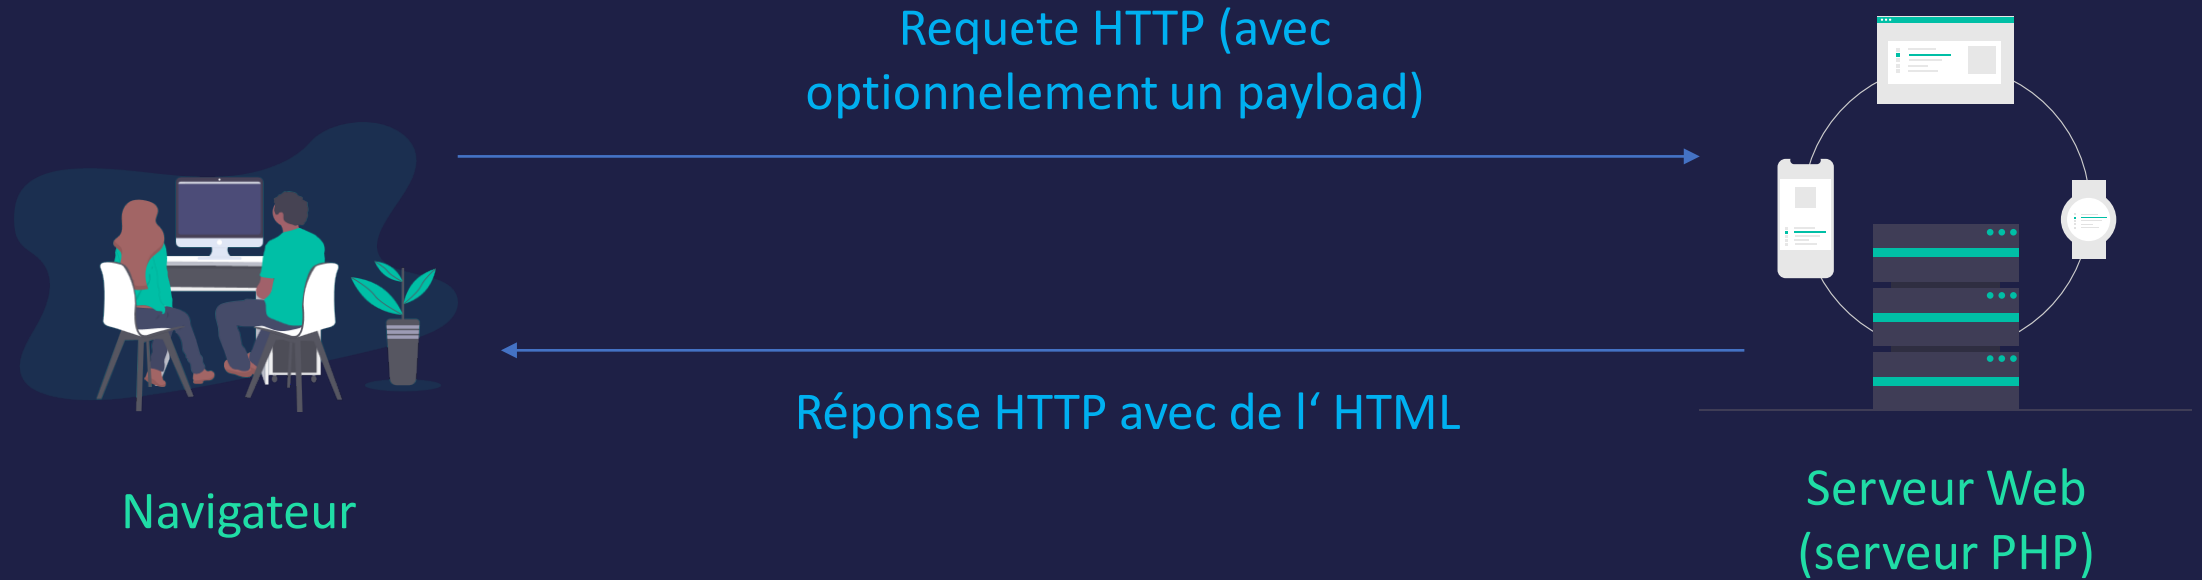 Requete HTTP (avec
optionnelement un payload)
Réponse HTTP avec de l‘ HTML
Navigateur
Serveur Web
(serveur PHP)